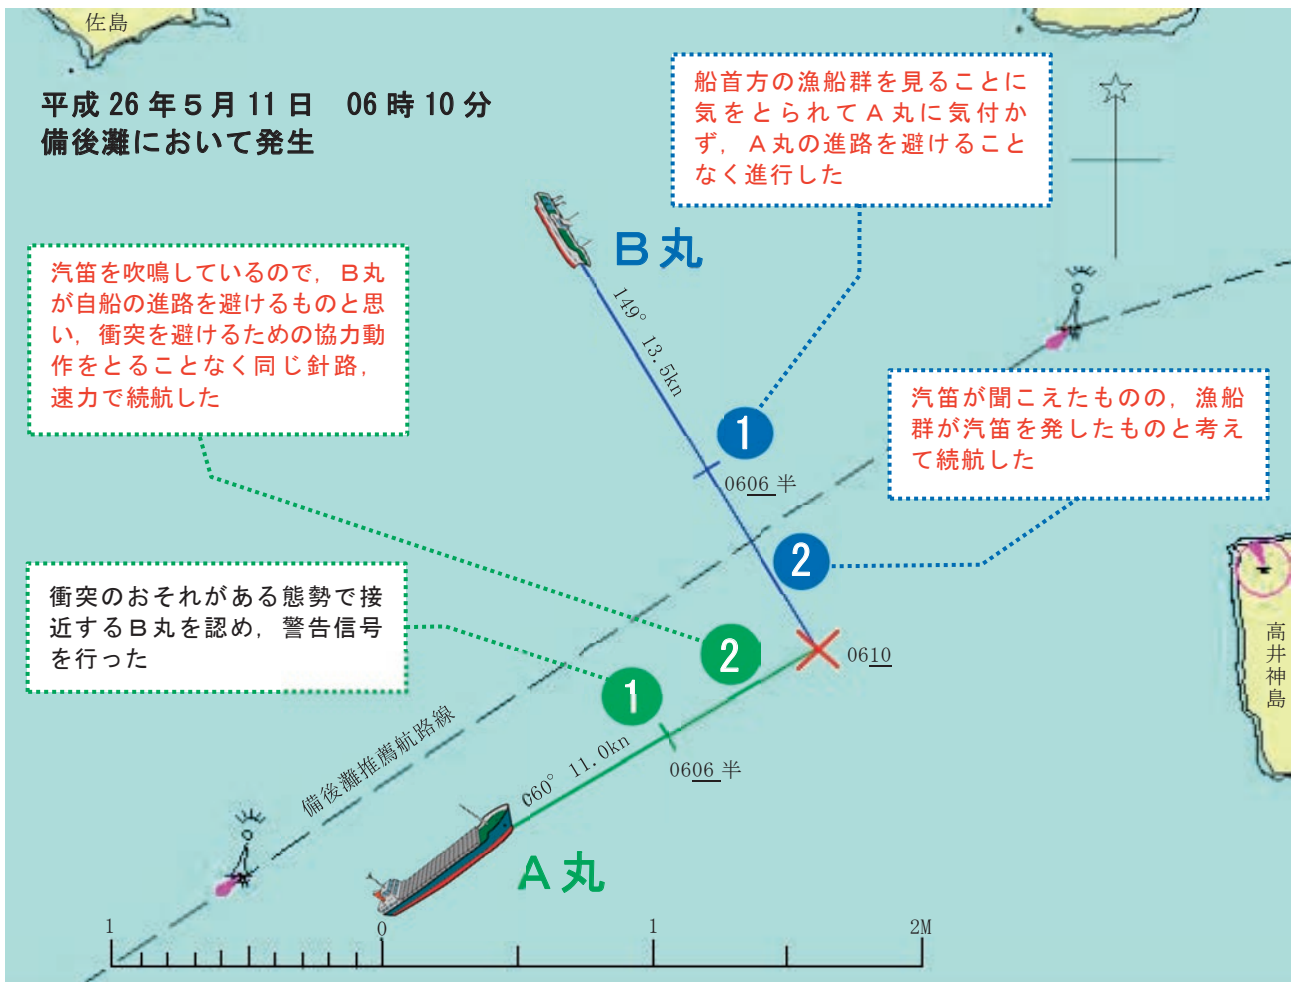 佐島
平成 26 年 5 月 11 日　06 時 10 分
備後灘において発生
船首方の漁船群を見ることに
気をとられてＡ丸に気付か
ず，Ａ丸の進路を避けること
なく進行した
Ｂ丸
149° 13.5kn
汽笛を吹鳴しているので，Ｂ丸
が自船の進路を避けるものと思
い，衝突を避けるための協力動
作をとることなく同じ針路，
速力で続航した
1
0606 半
汽笛が聞こえたものの，漁船
群が汽笛を発したものと考え
て続航した
2
衝突のおそれがある態勢で接
近するＢ丸を認め，警告信号
を行った
2
1
0610
高井神島
備後灘推薦航路線
060° 11.0kn
0606 半
Ａ丸
1 0 1 2M